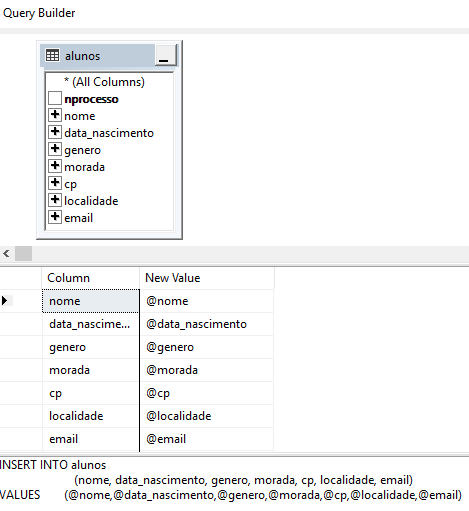 Query Builder
alunos
* (All Columns)
nprocesso
nome
data_nascimento
genero
morada
cp
localidade
email
Column New Value
nome @nome
data_nascime... @data_nascimento
genero @genero
morada @morada
cp @cp
localidade @localidade
email @email
INSERT INTO alunos
(nome, data_nascimento, genero, morada, cp, localidade, email)
VALUES (@nome,@data_nascimento,@genero,@morada,@cp,@localidade,@email)